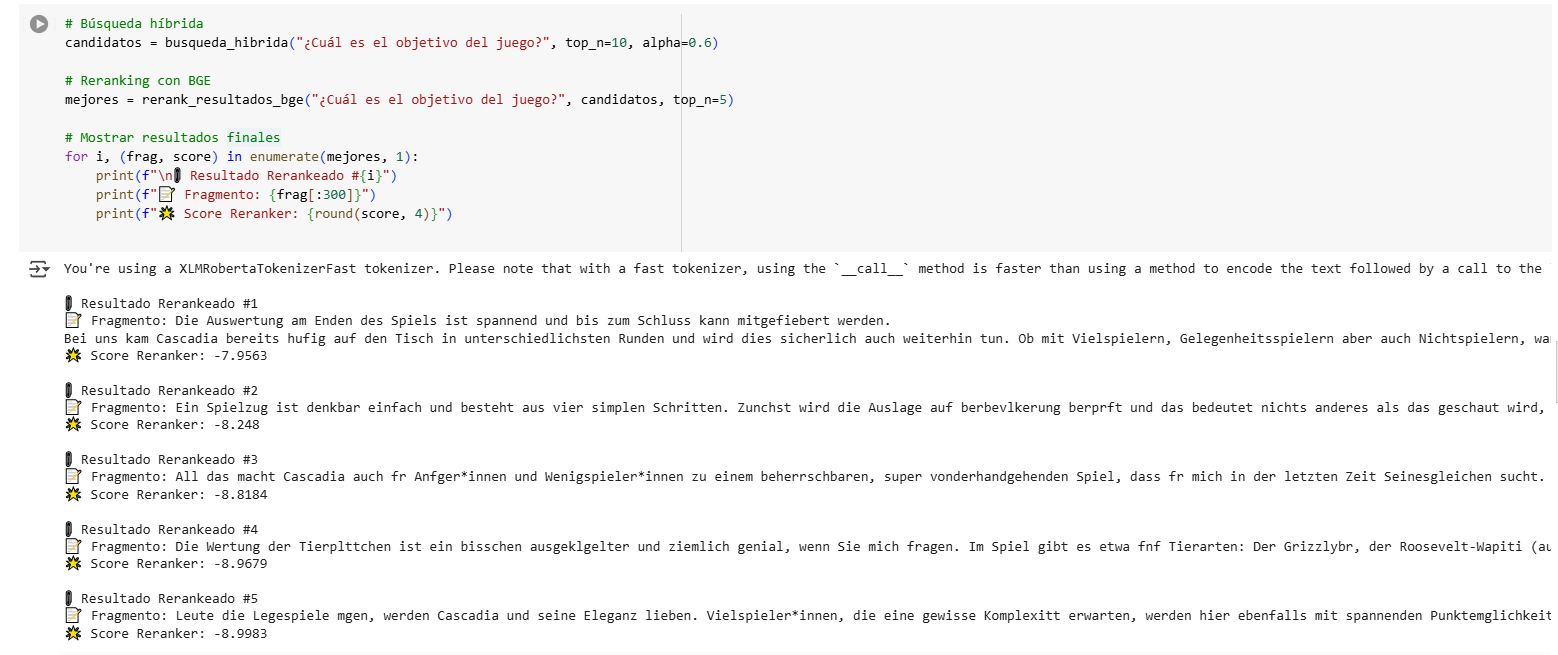 # Búsqueda híbrida
candidatos = busqueda_hibrida("¿Cuál es el objetivo del juego?", top_n=10, alpha=0.6)
# Reranking con BGE
mejores = rerank_resultados_bge("¿Cuál es el objetivo del juego?", candidatos, top_n=5)
# Mostrar resultados finales
for i, (frag, score) in enumerate(mejores, 1):
    print(f"\n Resultado Rerankeado #{i}")
    print(f"📝 Fragmento: {frag[:300]}")
    print(f"🌟 Score Reranker: {round(score, 4)}")
You're using a XLMRobertaTokenizerFast tokenizer. Please note that with a fast tokenizer, using the `__call__` method is faster than using a method to encode the text followed by a call to the `
Resultado Rerankeado #1
📝 Fragmento: Die Auswertung am Enden des Spiels ist spannend und bis zum Schluss kann mitgefiebert werden.
Bei uns kam Cascadia bereits hufig auf den Tisch in unterschiedlichsten Runden und wird dies sicherlich auch weiterhin tun. Ob mit Vielspielern, Gelegenheitsspielern aber auch Nichtspielern,
🌟 Score Reranker: -7.9563
Resultado Rerankeado #2
📝 Fragmento: Ein Spielzug ist denkbar einfach und besteht aus vier simplen Schritten. Zunchst wird die Auslage auf berbevlkerung berprft und das bedeutet nichts anderes als das geschaut wird,
🌟 Score Reranker: -8.248
Resultado Rerankeado #3
📝 Fragmento: All das macht Cascadia auch fr Anfger*innen und Wenigspieler*innen zu einem beherrschbaren, super vonderhandgehenden Spiel, dass fr mich in der letzten Zeit Seinesgleichen sucht.
🌟 Score Reranker: -8.8184
Resultado Rerankeado #4
📝 Fragmento: Die Wertung der Tierplttchen ist ein bisschen ausgeklgelter und ziemlich genial, wenn Sie mich fragen. Im Spiel gibt es etwa fnf Tierarten: Der Grizzlybr, der Roosevelt-Wapiti
🌟 Score Reranker: -8.9679
Resultado Rerankeado #5
📝 Fragmento: Leute die Legespiele mgen, werden Cascadia und seine Eleganz lieben. Vielspieler*innen, die eine gewisse Komplexitt erwarten, werden hier ebenfalls mit spannenden Punktemglichkeit
🌟 Score Reranker: -8.9983